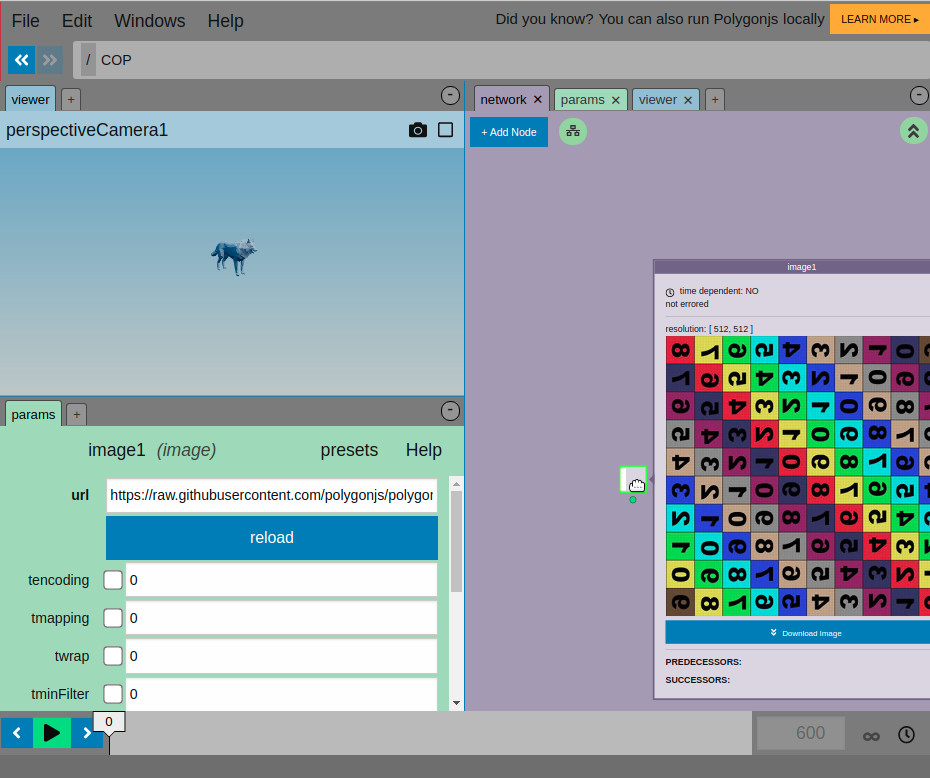 File Edit Windows Help
Did you know? You can also run Polygonjs locally
LEARN MORE ▸
/ COP
viewer +
perspectiveCamera1
network × params × viewer × +
+ Add Node
image1
time dependent: NO
not errored
resolution: [ 512, 512 ]
Download Image
PREDECESSORS:
SUCCESSORS:
params +
image1 (image) presets Help
url https://raw.githubusercontent.com/polygonjs/polygon
reload
tencoding 0
tmapping 0
twrap 0
tminFilter 0
0
600